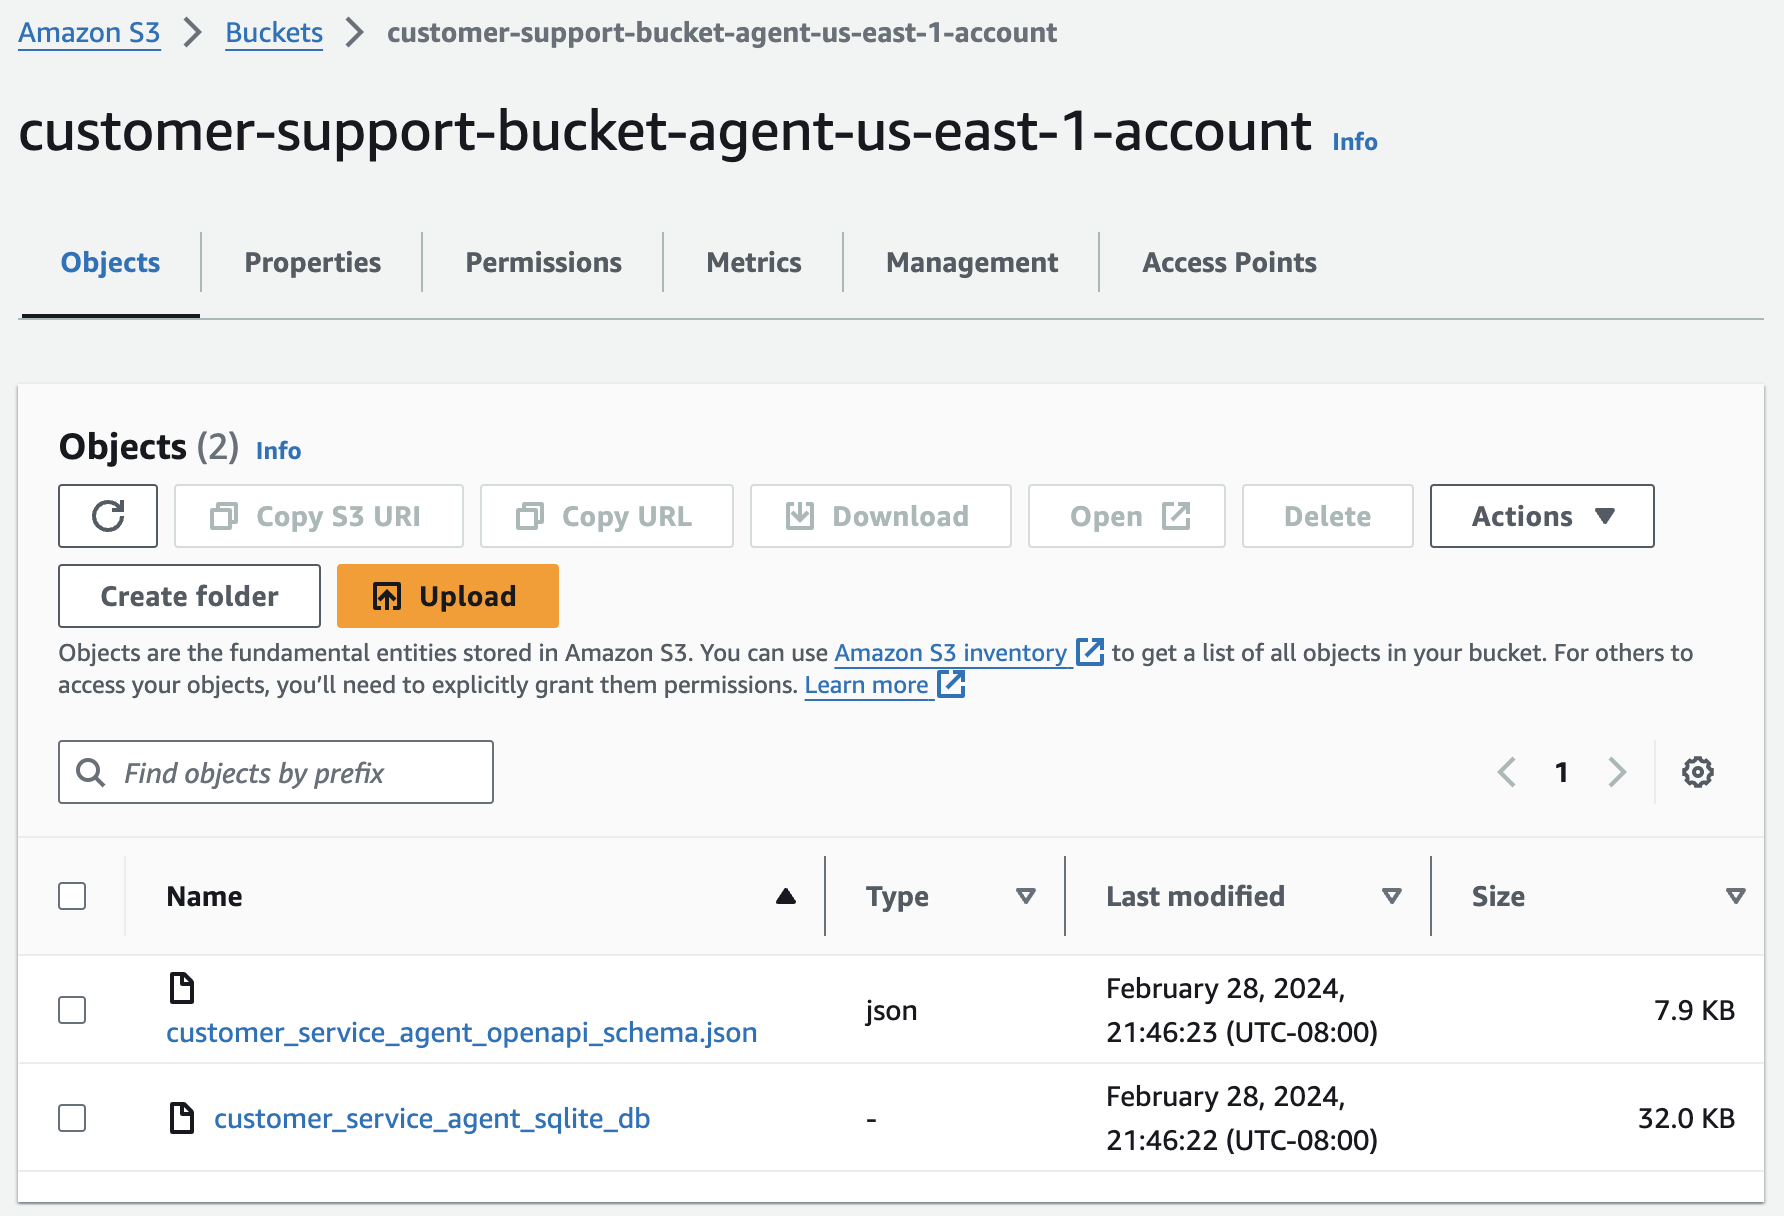 Amazon S3 > Buckets > customer-support-bucket-agent-us-east-1-account
customer-support-bucket-agent-us-east-1-account Info
Objects Properties Permissions Metrics Management Access Points
Objects (2) Info
Copy S3 URI Copy URL Download Open Delete Actions
Create folder Upload
Objects are the fundamental entities stored in Amazon S3. You can use Amazon S3 inventory to get a list of all objects in your bucket. For others to
access your objects, you’ll need to explicitly grant them permissions. Learn more
Find objects by prefix 1
Name Type Last modified Size
customer_service_agent_openapi_schema.json json February 28, 2024, 7.9 KB
21:46:23 (UTC-08:00)
customer_service_agent_sqlite_db - February 28, 2024, 32.0 KB
21:46:22 (UTC-08:00)